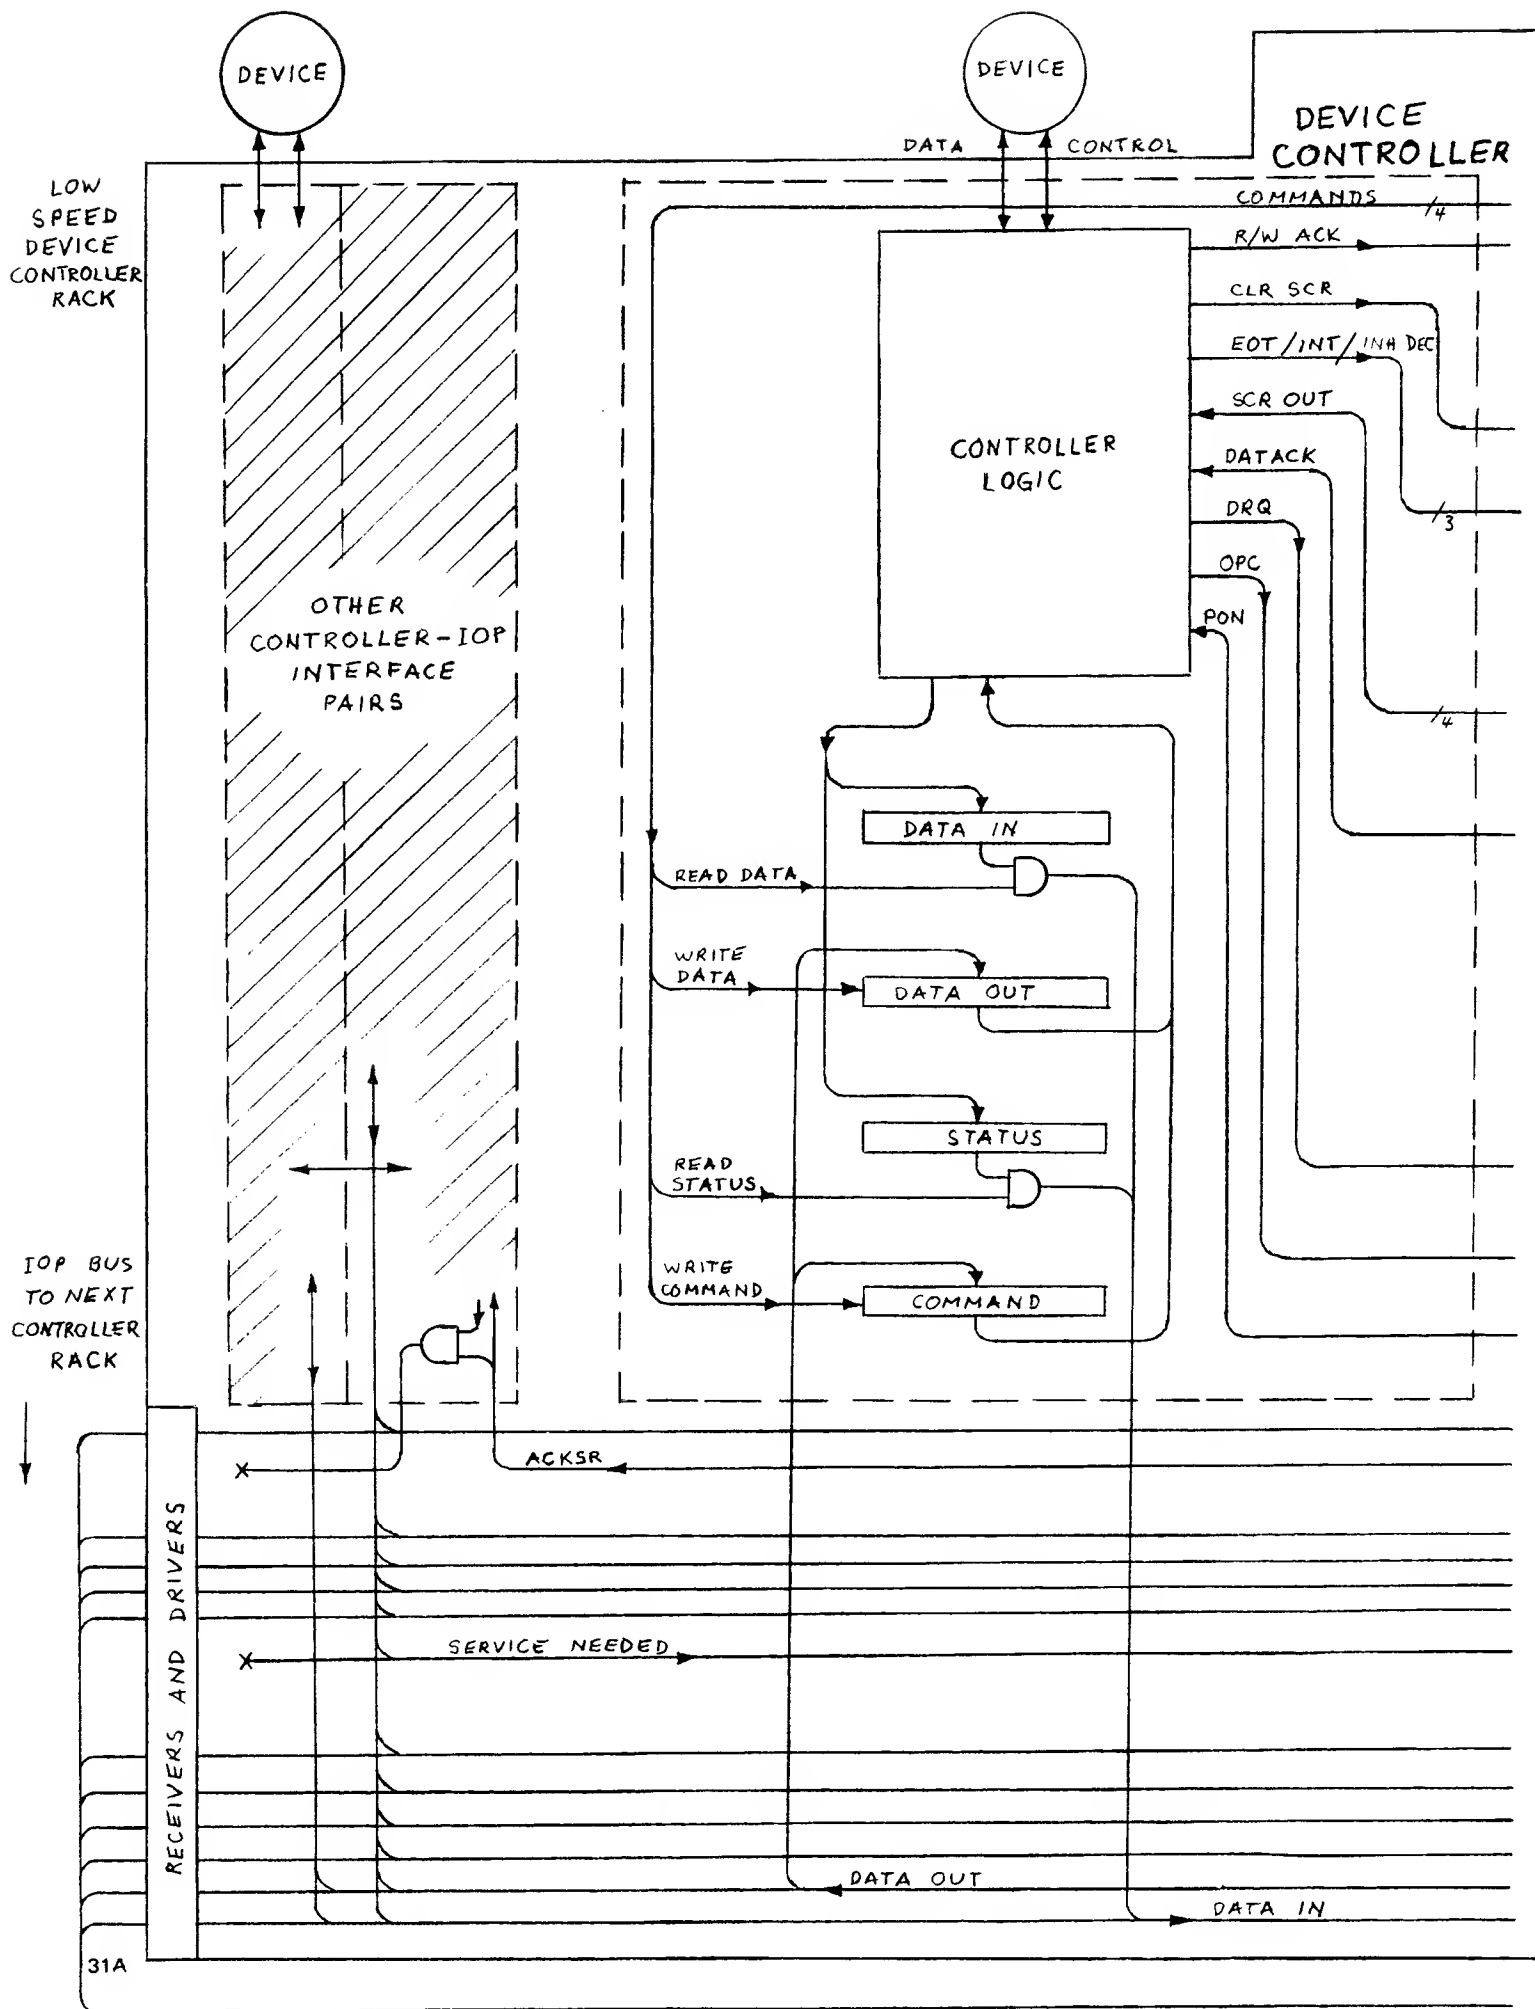 DEVICE
DEVICE
DEVICE
CONTROLLER
DATA
CONTROL
LOW
SPEED
DEVICE
CONTROLLER
RACK
COMMANDS
/4
R/W ACK
CLR SCR
EOT/INT/INH DEC
SCR OUT
DATACK
/3
DRQ
OPC
PON
/4
CONTROLLER
LOGIC
OTHER
CONTROLLER-IOP
INTERFACE
PAIRS
DATA IN
READ DATA
WRITE
DATA
DATA OUT
STATUS
READ
STATUS
WRITE
COMMAND
COMMAND
IOP BUS
TO NEXT
CONTROLLER
RACK
ACKSR
RECEIVERS AND DRIVERS
SERVICE NEEDED
DATA OUT
DATA IN
31A